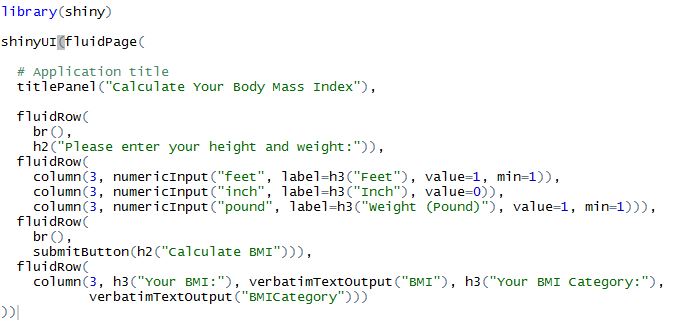 library(shiny)

shinyUI(fluidPage(

  # Application title
  titlePanel("Calculate Your Body Mass Index"),

  fluidRow(
    br(),
    h2("Please enter your height and weight:")),
  fluidRow(
    column(3, numericInput("feet", label=h3("Feet"), value=1, min=1)),
    column(3, numericInput("inch", label=h3("Inch"), value=0)),
    column(3, numericInput("pound", label=h3("Weight (Pound)"), value=1, min=1))),
  fluidRow(
    br(),
    submitButton(h2("Calculate BMI"))),
  fluidRow(
    column(3, h3("Your BMI:"), verbatimTextOutput("BMI"), h3("Your BMI Category:"),
           verbatimTextOutput("BMICategory")))
))